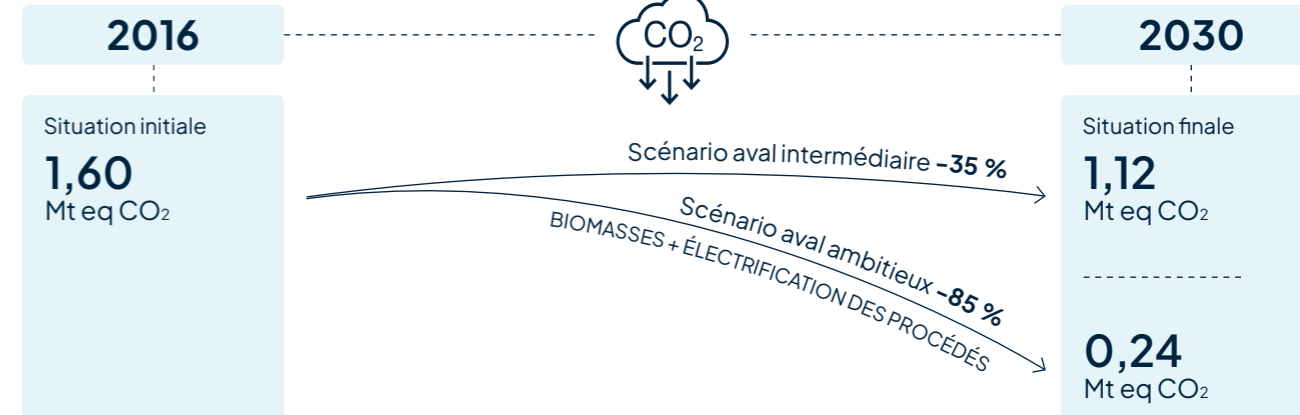 2016
CO₂
2030
Situation initiale
1,60
Mt eq CO₂
Scénario aval intermédiaire –35 %
Scénario aval ambitieux –85 %
BIOMASSES + ÉLECTRIFICATION DES PROCÉDÉS
Situation finale
1,12
Mt eq CO₂
0,24
Mt eq CO₂